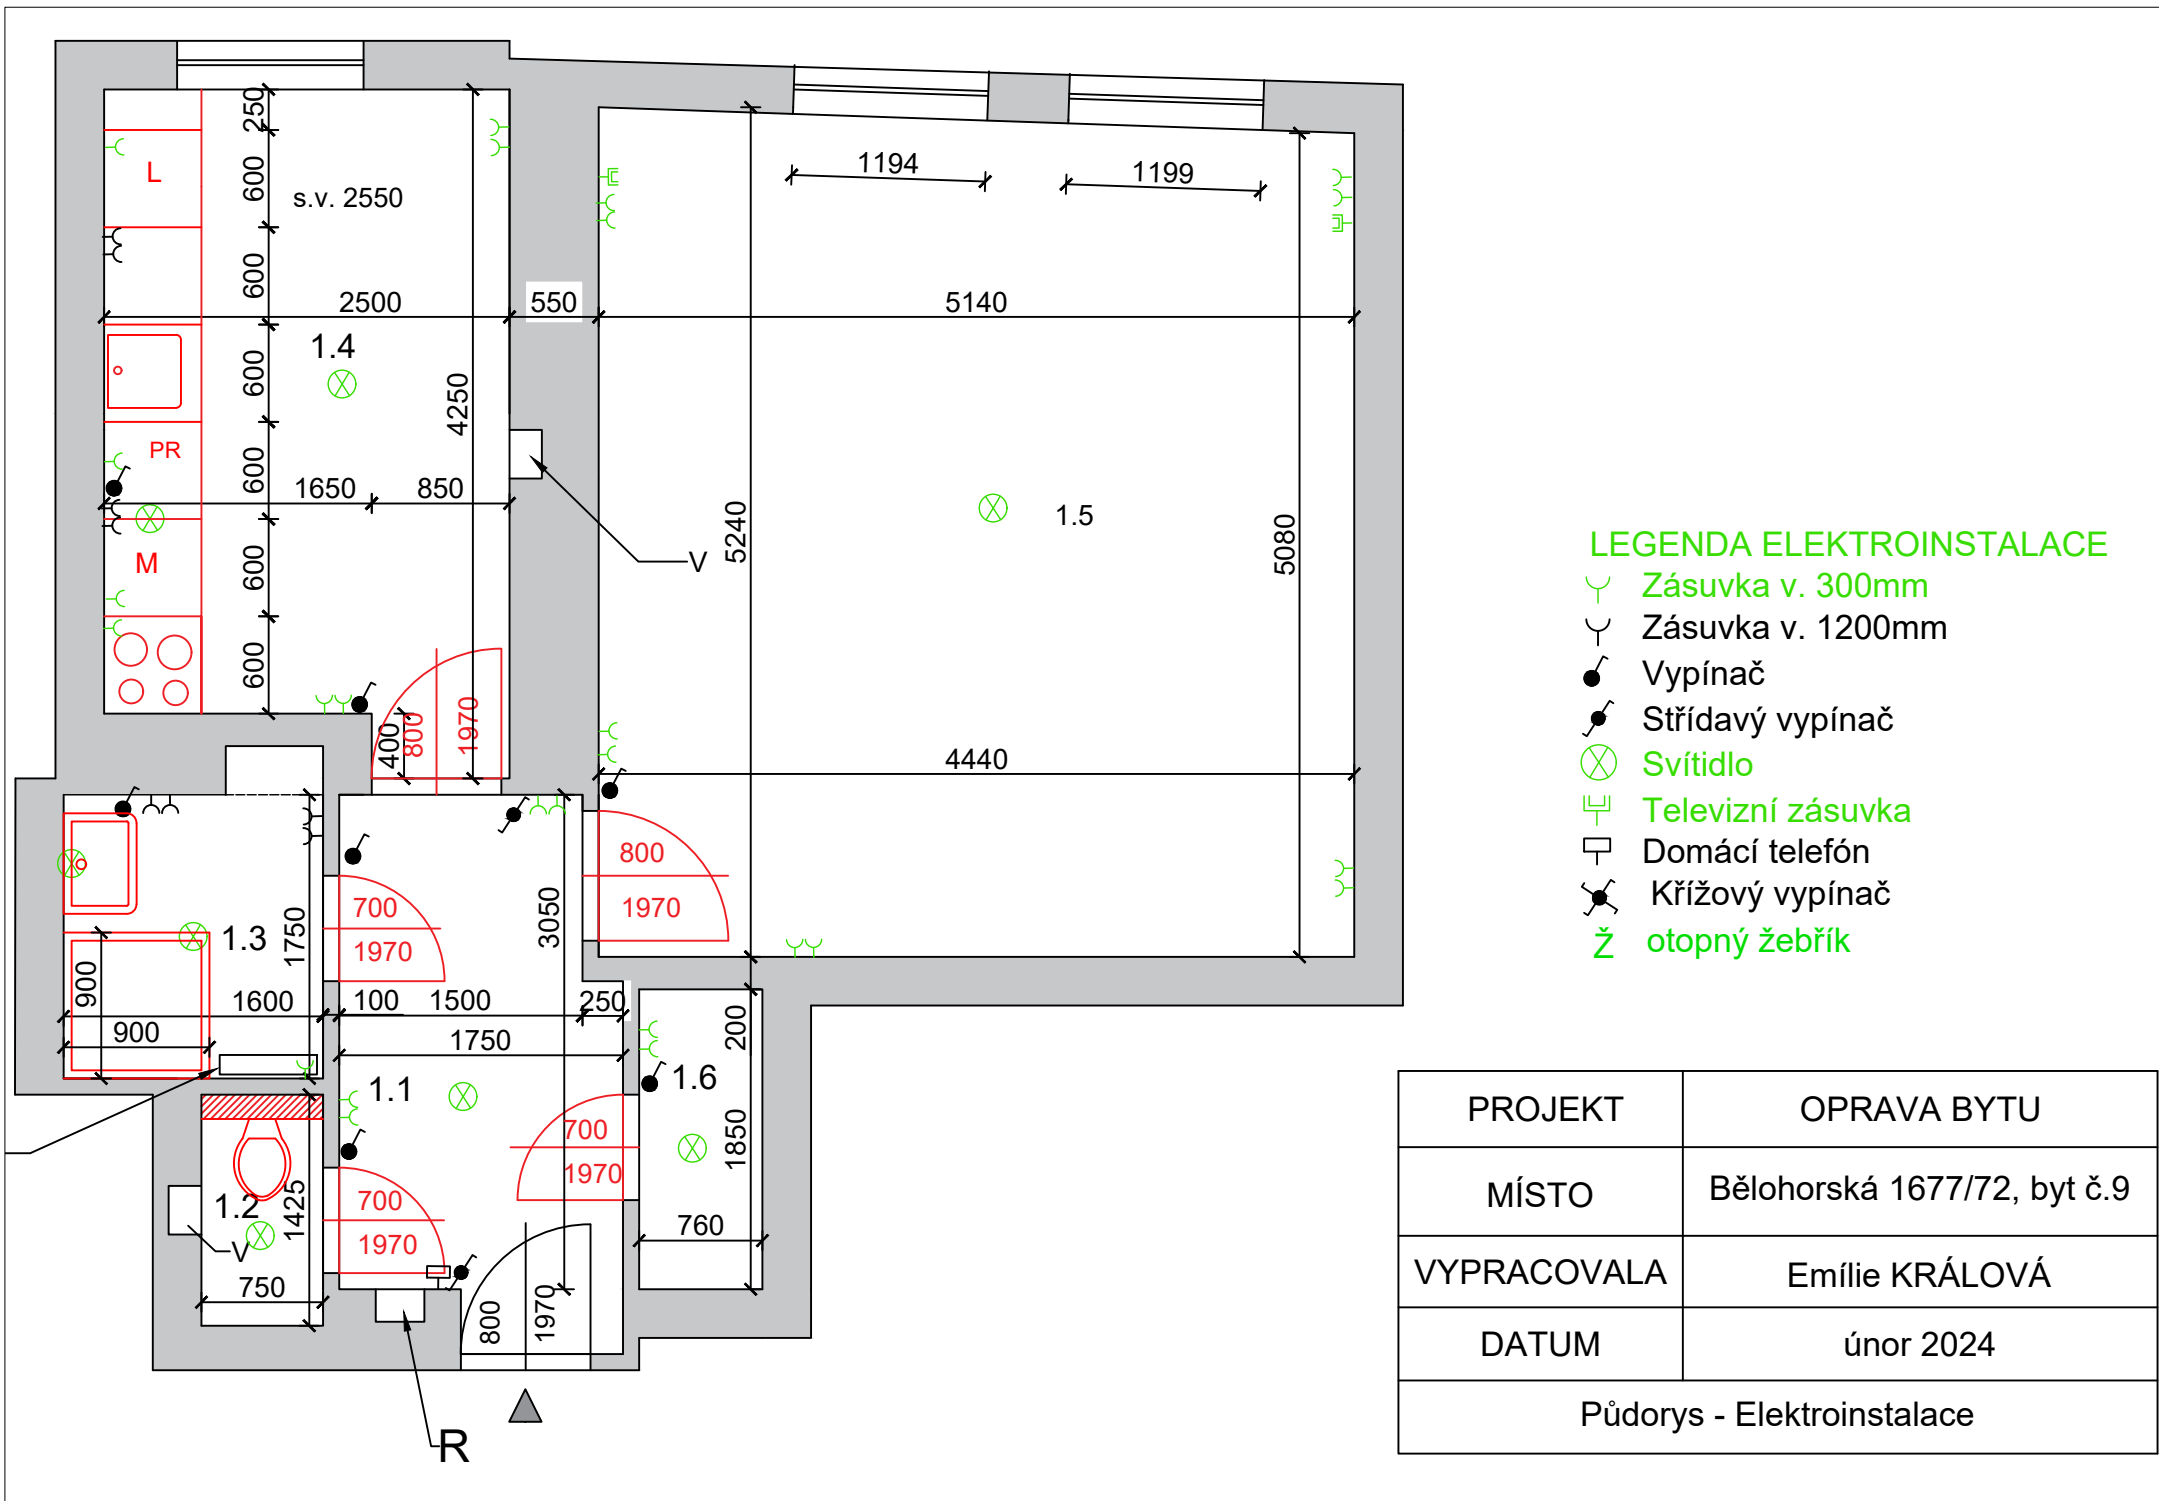 250
600
L
s.v. 2550
600
2500
550
5140
1194
1199
1.4
600
4250
PR
600
1650
850
V
5240
1.5
5080
M
600
600
400
800
1970
4440
800
1970
700
1970
3050
1.3
1750
900
1600
100
1500
250
900
1750
200
1.1
1.6
700
1970
1850
1.2
1425
V
700
1970
760
750
800
1970
R
LEGENDA ELEKTROINSTALACE
Zásuvka v. 300mm
Zásuvka v. 1200mm
Vypínač
Střídavý vypínač
Svítidlo
Televizní zásuvka
Domácí telefón
Křížový vypínač
Ž otopný žebřík
PROJEKT OPRAVA BYTU
MÍSTO Bělohorská 1677/72, byt č.9
VYPRACOVALA Emílie KRÁLOVÁ
DATUM únor 2024
Půdorys - Elektroinstalace